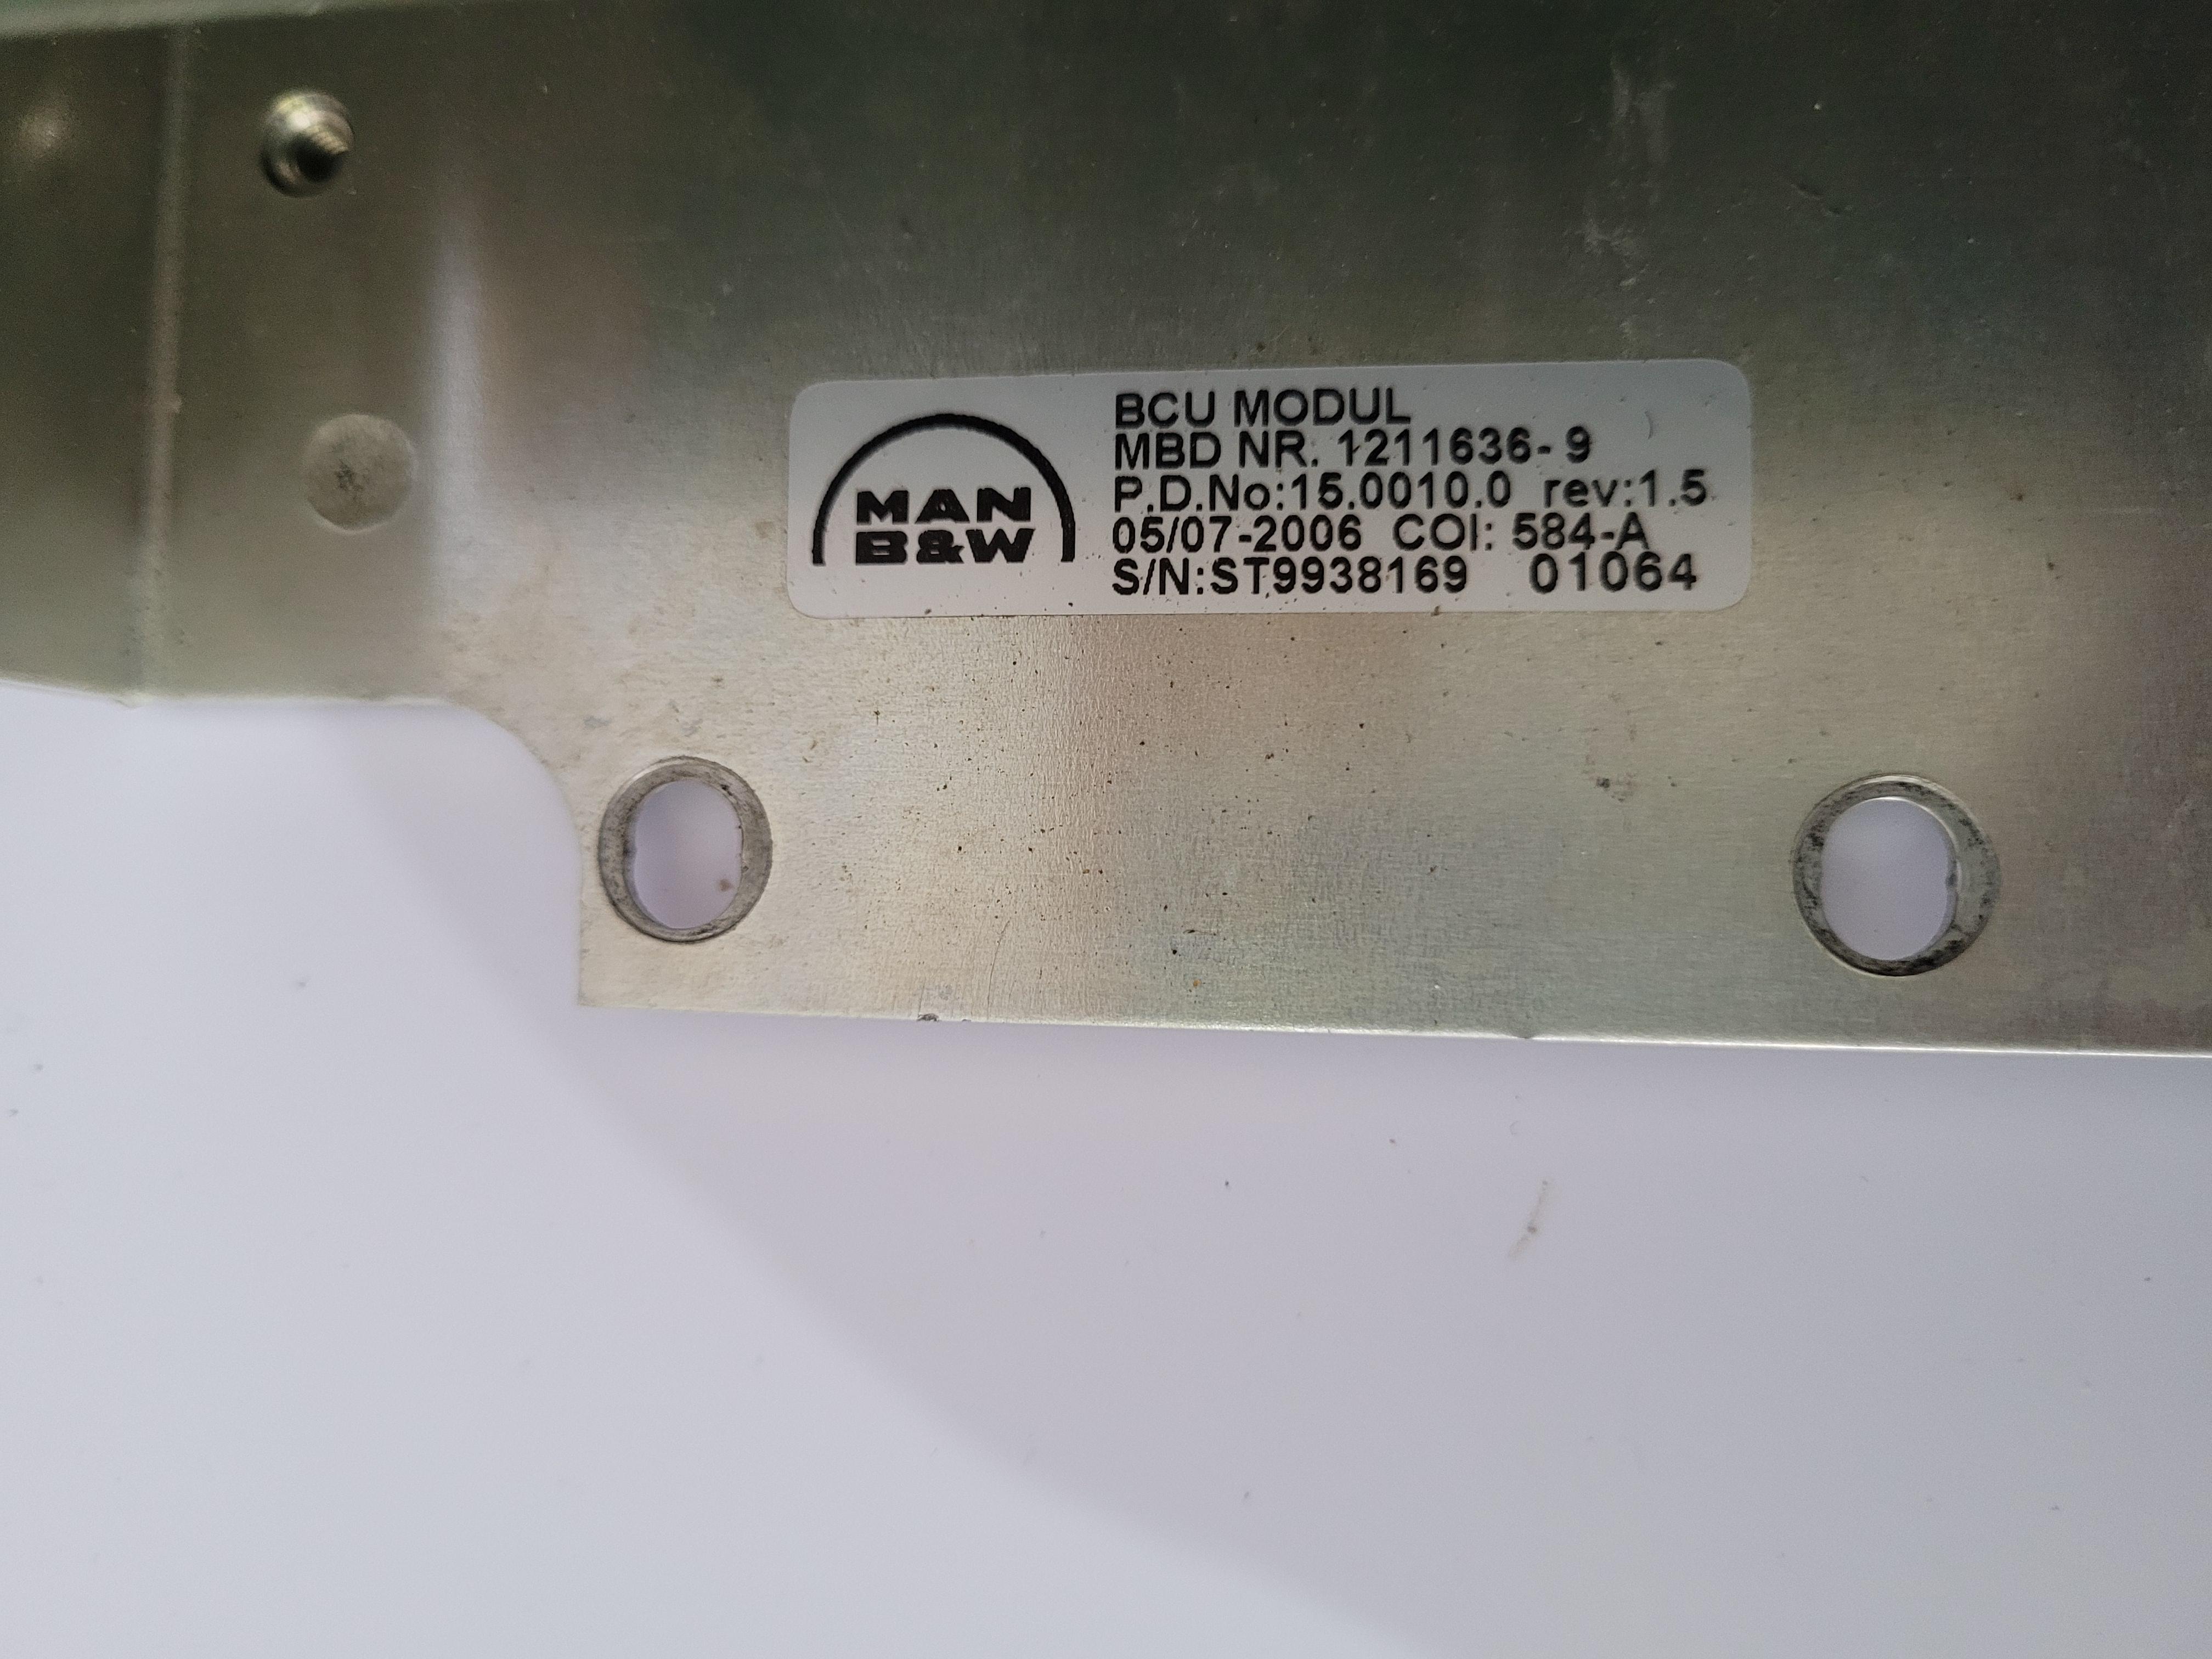 MAN
B&W
BCU MODUL
MBD NR. 1211636-9
P.D.No:15.0010.0 rev:1.5
05/07-2006 COI: 584-A
S/N:ST9938169 01064